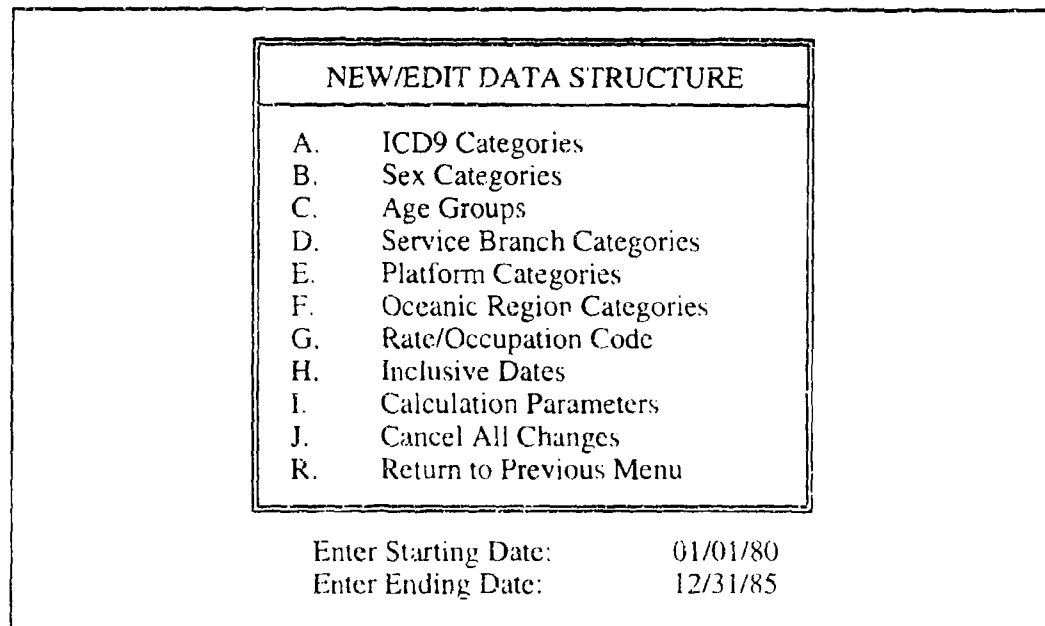 NEW/EDIT DATA STRUCTURE
A. ICD9 Categories
B. Sex Categories
C. Age Groups
D. Service Branch Categories
E. Platform Categories
F. Oceanic Region Categories
G. Rate/Occupation Code
H. Inclusive Dates
I. Calculation Parameters
J. Cancel All Changes
R. Return to Previous Menu
Enter Starting Date: 01/01/80
Enter Ending Date: 12/31/85